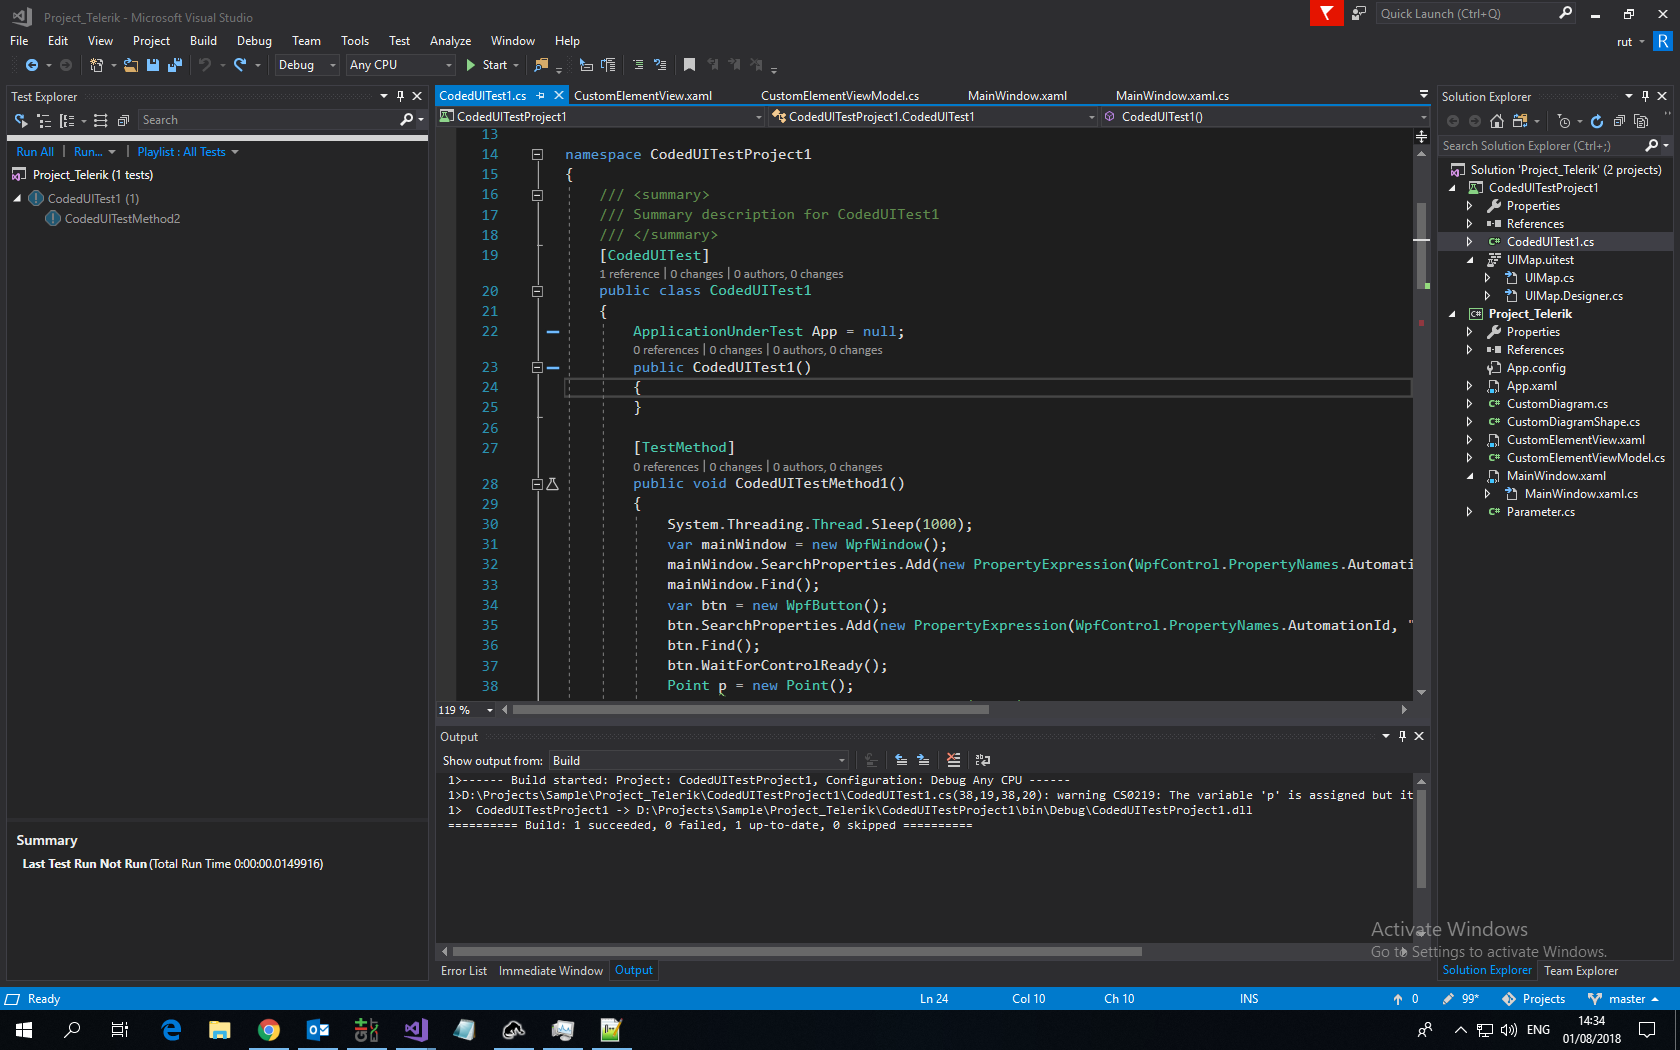 Project_Telerik - Microsoft Visual Studio
Quick Launch (Ctrl+Q)
File Edit View Project Build Debug Team Tools Test Analyze Window Help
rut R
Debug Any CPU Start
Test Explorer
Search
Run All | Run... | Playlist : All Tests
Project_Telerik (1 tests)
CodedUITest1 (1)
CodedUITestMethod2
Summary
Last Test Run Not Run (Total Run Time 0:00:00.0149916)
CodedUITest1.cs CustomElementView.xaml CustomElementViewModel.cs MainWindow.xaml MainWindow.xaml.cs
CodedUITestProject1 CodedUITestProject1.CodedUITest1 CodedUITest1()
13
14 namespace CodedUITestProject1
15 {
16 /// <summary>
17 /// Summary description for CodedUITest1
18 /// </summary>
19 [CodedUITest]
1 reference | 0 changes | 0 authors, 0 changes
20 public class CodedUITest1
21 {
22 ApplicationUnderTest App = null;
0 references | 0 changes | 0 authors, 0 changes
23 public CodedUITest1()
24 {
25 }
26
27 [TestMethod]
0 references | 0 changes | 0 authors, 0 changes
28 public void CodedUITestMethod1()
29 {
30 System.Threading.Thread.Sleep(1000);
31 var mainWindow = new WpfWindow();
32 mainWindow.SearchProperties.Add(new PropertyExpression(WpfControl.PropertyNames.Automati
33 mainWindow.Find();
34 var btn = new WpfButton();
35 btn.SearchProperties.Add(new PropertyExpression(WpfControl.PropertyNames.AutomationId, "
36 btn.Find();
37 btn.WaitForControlReady();
38 Point p = new Point();
119 %
Output
Show output from: Build
1>------ Build started: Project: CodedUITestProject1, Configuration: Debug Any CPU ------
1>D:\Projects\Sample\Project_Telerik\CodedUITestProject1\CodedUITest1.cs(38,19,38,20): warning CS0219: The variable 'p' is assigned but it
1>  CodedUITestProject1 -> D:\Projects\Sample\Project_Telerik\CodedUITestProject1\bin\Debug\CodedUITestProject1.dll
========== Build: 1 succeeded, 0 failed, 1 up-to-date, 0 skipped ==========
Error List Immediate Window Output
Solution Explorer
Search Solution Explorer (Ctrl+;)
Solution 'Project_Telerik' (2 projects)
CodedUITestProject1
Properties
References
C# CodedUITest1.cs
UIMap.uitest
UIMap.cs
UIMap.Designer.cs
C# Project_Telerik
Properties
References
App.config
App.xaml
C# CustomDiagram.cs
C# CustomDiagramShape.cs
CustomElementView.xaml
C# CustomElementViewModel.cs
MainWindow.xaml
MainWindow.xaml.cs
C# Parameter.cs
Activate Windows
Go to Settings to activate Windows.
Solution Explorer Team Explorer
Ready Ln 24 Col 10 Ch 10 INS 0 99* Projects master
ENG 14:34
01/08/2018